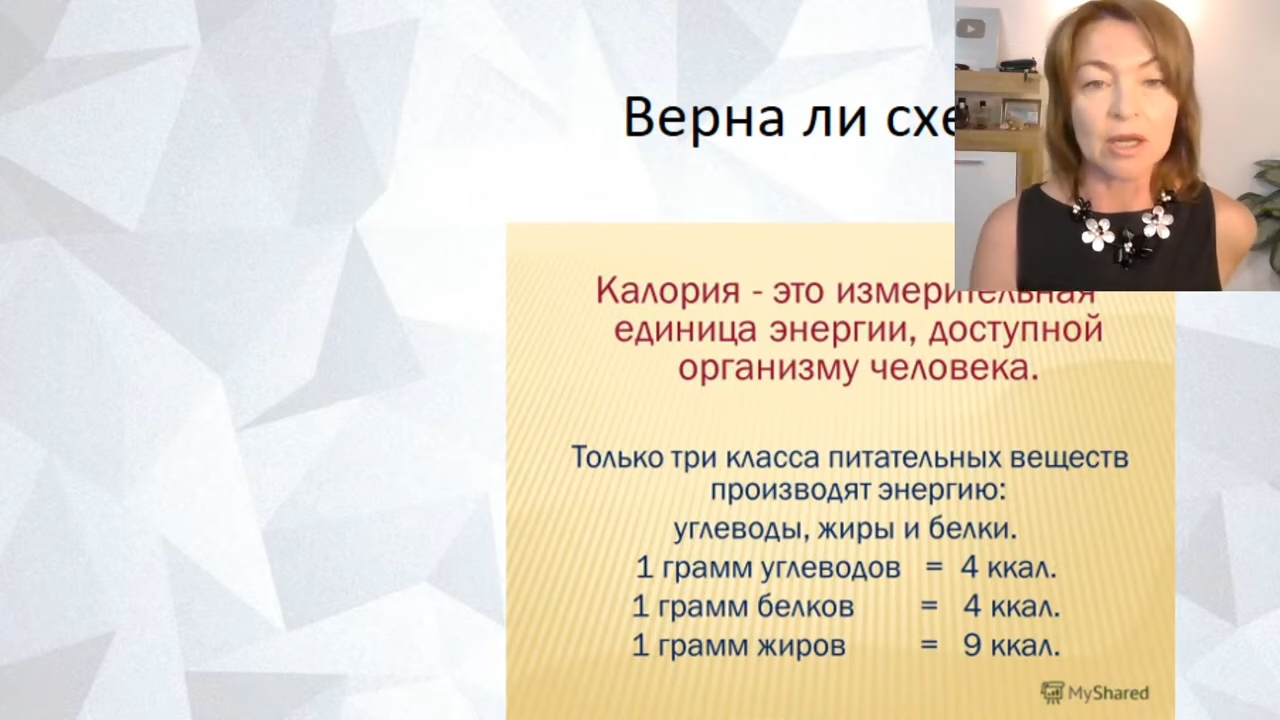 Верна ли
Калория - это измерительная
единица энергии, доступной
организму человека.
Только три класса питательных веществ
производят энергию:
углеводы, жиры и белки.
1 грамм углеводов = 4 ккал.
1 грамм белков = 4 ккал.
1 грамм жиров = 9 ккал.
MyShared